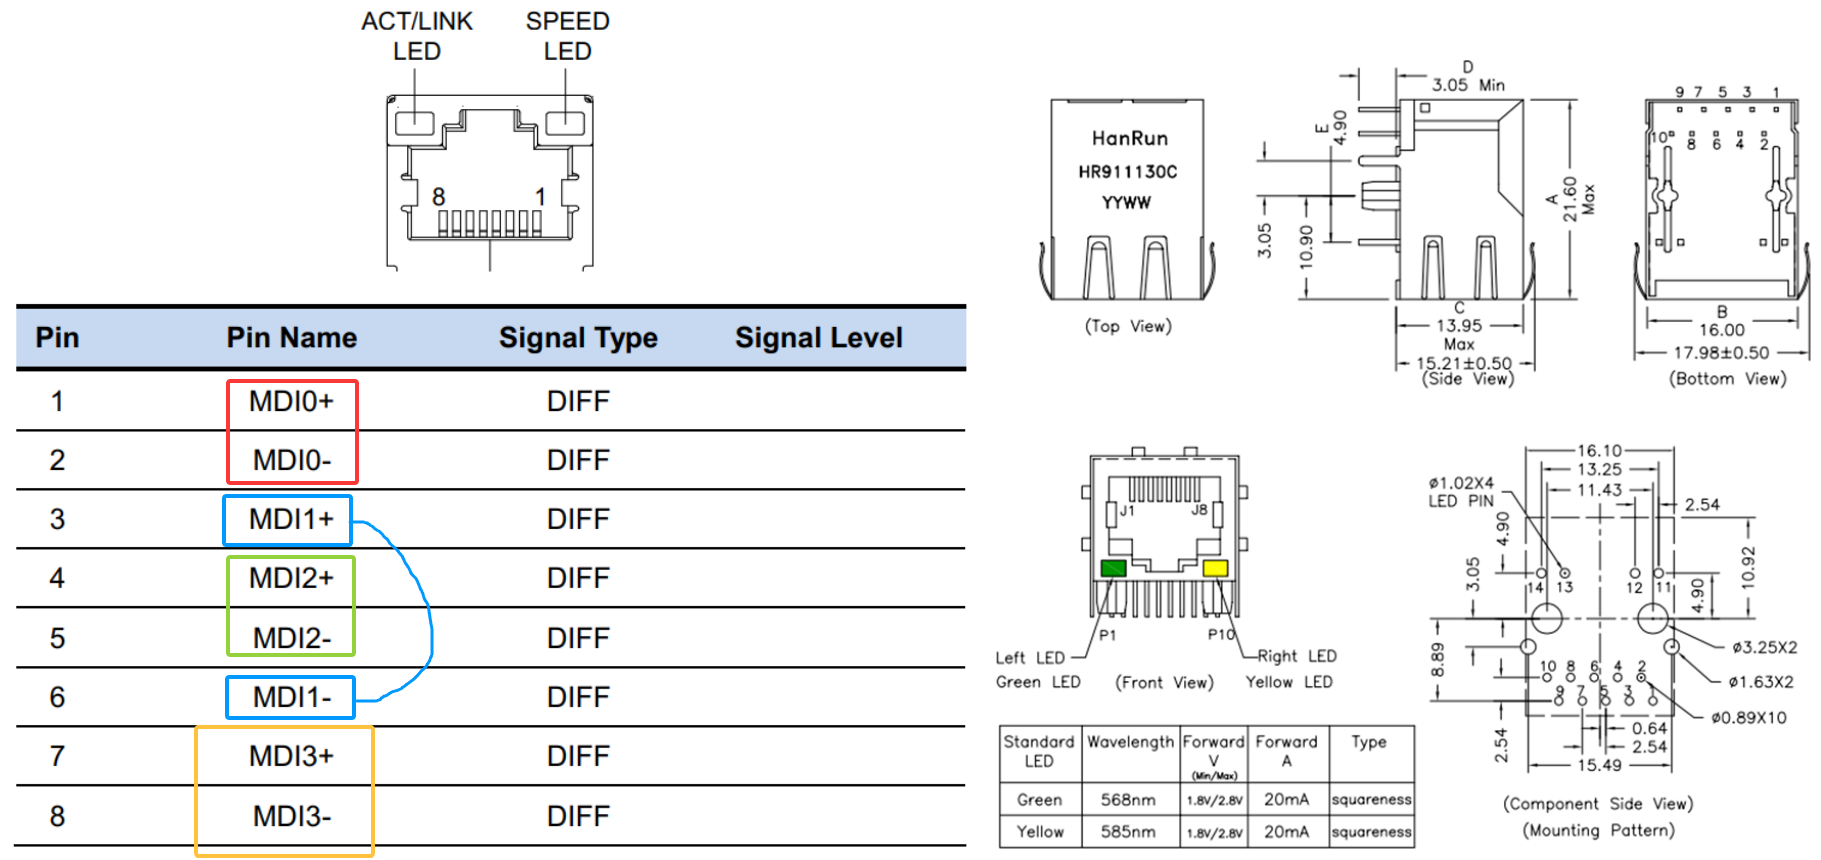 ACT/LINK
LED
SPEED
LED
8 1
Pin Pin Name Signal Type Signal Level
1 MDI0+ DIFF
2 MDI0- DIFF
3 MDI1+ DIFF
4 MDI2+ DIFF
5 MDI2- DIFF
6 MDI1- DIFF
7 MDI3+ DIFF
8 MDI3- DIFF
HanRun
HR911130C
YYWW
(Top View)
D
3.05 Min
E
4.90
3.05
10.90
A
21.60
Max
C
13.95
Max
15.21±0.50
(Side View)
9 7 5 3 1
10 8 6 4 2
B
16.00
17.98±0.50
(Bottom View)
J1 J8
P1 P10
Left LED
Green LED
(Front View)
Right LED
Yellow LED
16.10
13.25
11.43
ø1.02X4
LED PIN
2.54
4.90
3.05
10.92
14 13 12 11
4.90
8.89
ø3.25X2
ø1.63X2
ø0.89X10
10 8 6 4 2
9 7 5 3 1
2.54
0.64
2.54
15.49
(Component Side View)
(Mounting Pattern)
Standard LED Wavelength Forward V (Min/Max) Forward A Type
Green 568nm 1.8V/2.8V 20mA squareness
Yellow 585nm 1.8V/2.8V 20mA squareness